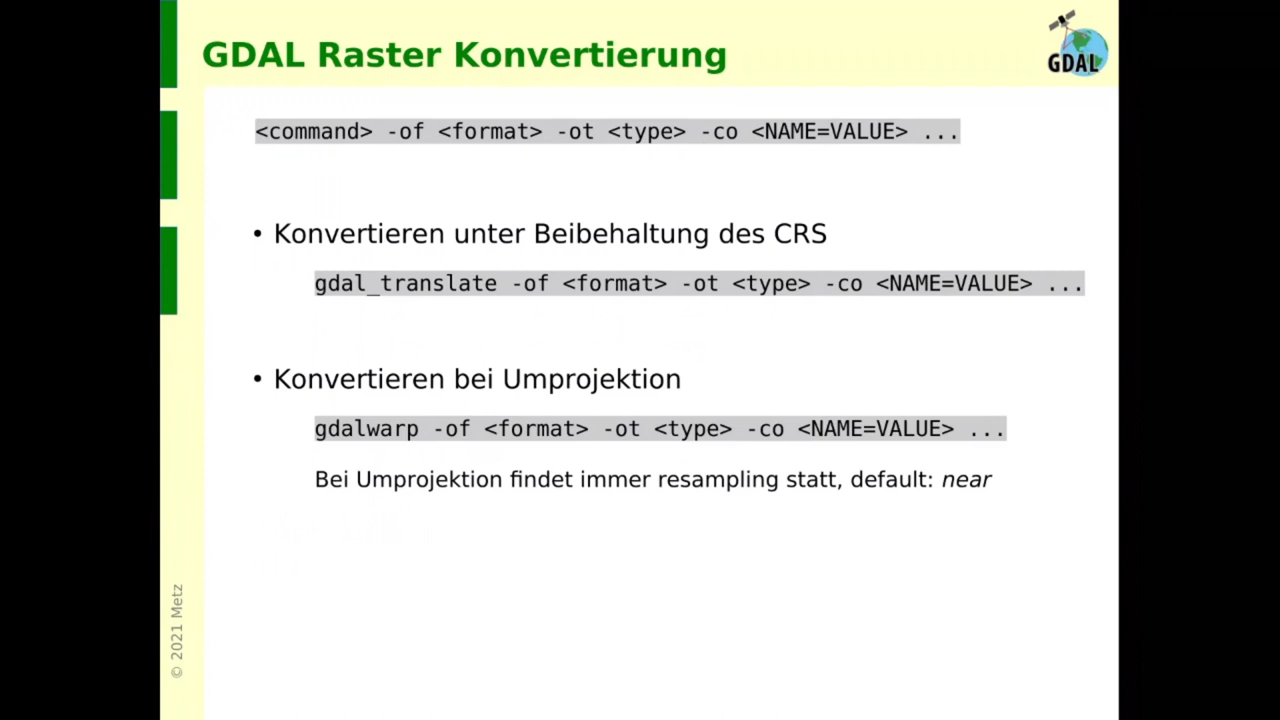 GDAL Raster Konvertierung
GDAL
<command> -of <format> -ot <type> -co <NAME=VALUE> ...
• Konvertieren unter Beibehaltung des CRS
gdal_translate -of <format> -ot <type> -co <NAME=VALUE> ...
• Konvertieren bei Umprojektion
gdalwarp -of <format> -ot <type> -co <NAME=VALUE> ...
Bei Umprojektion findet immer resampling statt, default: near
© 2021 Metz